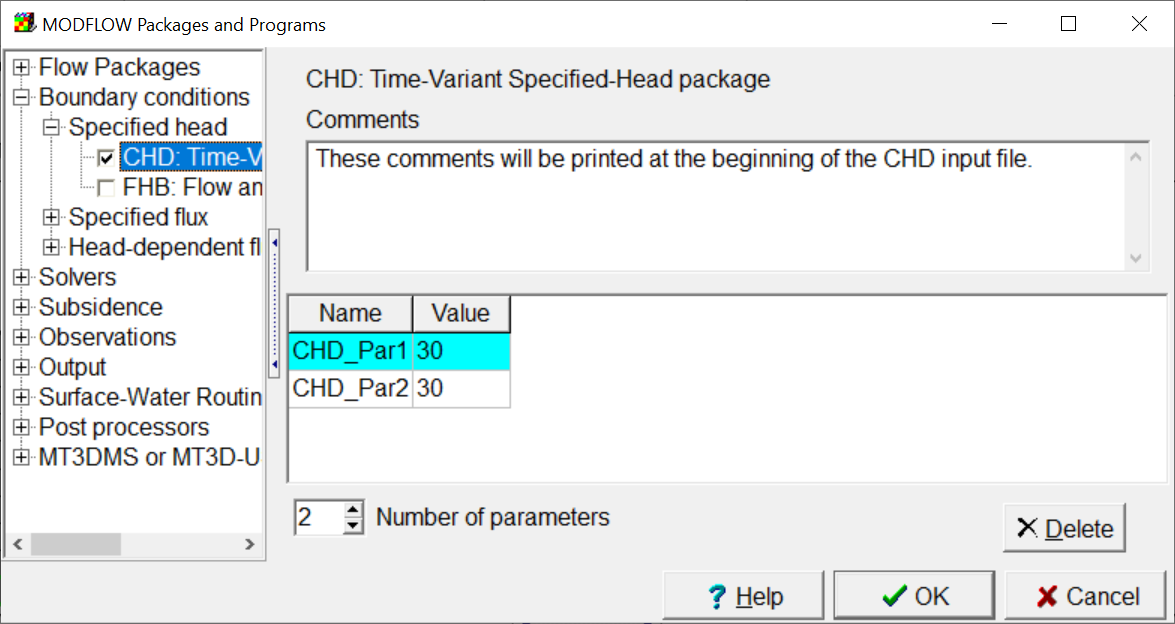 MODFLOW Packages and Programs
Flow Packages
Boundary conditions
Specified head
CHD: Time-V
FHB: Flow an
Specified flux
Head-dependent fl
Solvers
Subsidence
Observations
Output
Surface-Water Routin
Post processors
MT3DMS or MT3D-U
CHD: Time-Variant Specified-Head package
Comments
These comments will be printed at the beginning of the CHD input file.
Name Value
CHD_Par1 30
CHD_Par2 30
2 Number of parameters
Delete
Help OK Cancel